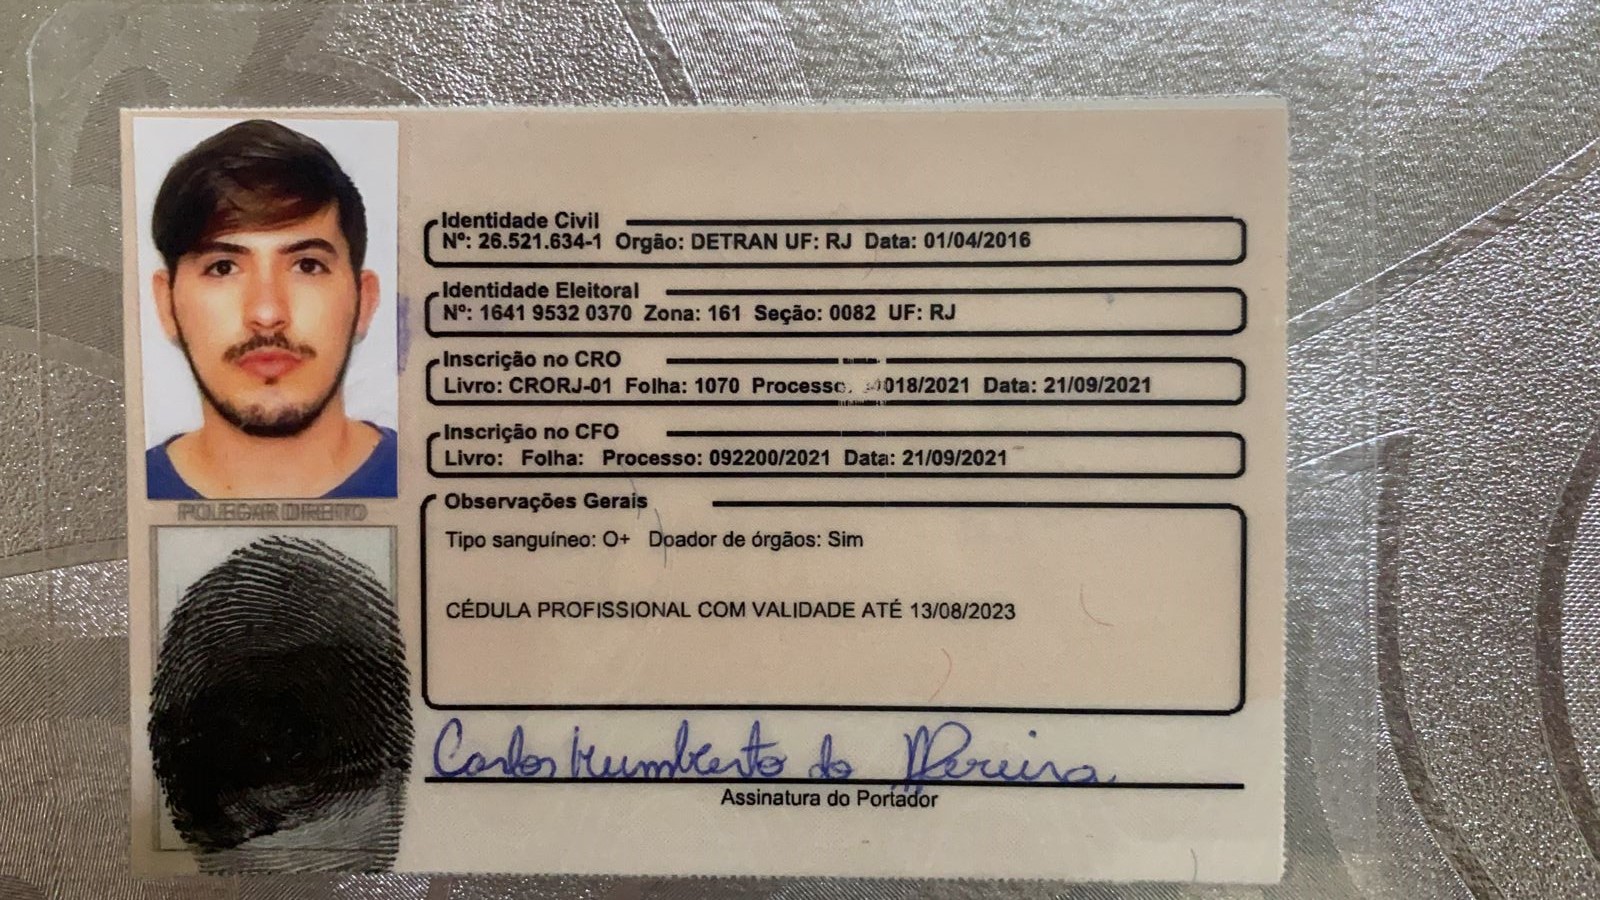 Identidade Civil
Nº: 26.521.634-1 Orgão: DETRAN UF: RJ Data: 01/04/2016
Identidade Eleitoral
Nº: 1641 9532 0370 Zona: 161 Seção: 0082 UF: RJ
Inscrição no CRO
Livro: CRORJ-01 Folha: 1070 Data: 21/09/2021
Inscrição no CFO
Livro: Folha: Processo: 092200/2021 Data: 21/09/2021
POLEGAR DIREITO
Observações Gerais
Tipo sanguíneo: O+ Doador de órgãos: Sim
CÉDULA PROFISSIONAL COM VALIDADE ATÉ 13/08/2023
Carlos Humberto do Pereira
Assinatura do Portador